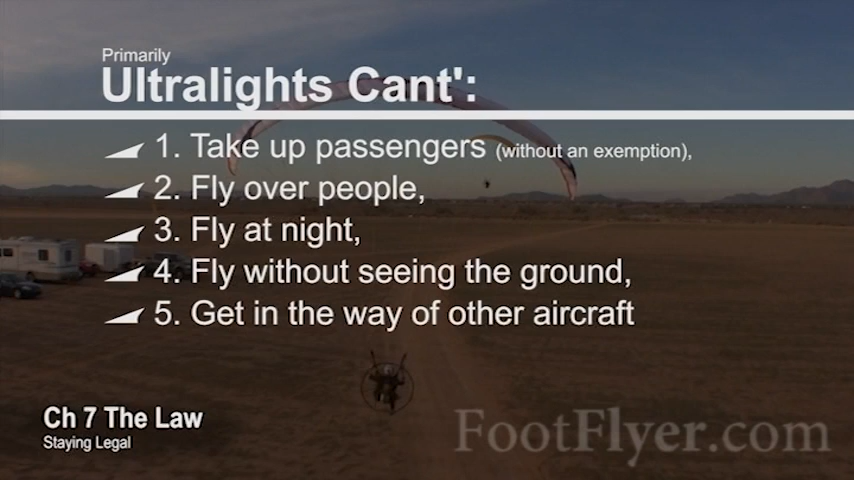 Primarily
Ultralights Cant':
1. Take up passengers (without an exemption),
2. Fly over people,
3. Fly at night,
4. Fly without seeing the ground,
5. Get in the way of other aircraft
Ch 7 The Law
Staying Legal
FootFlyer.com